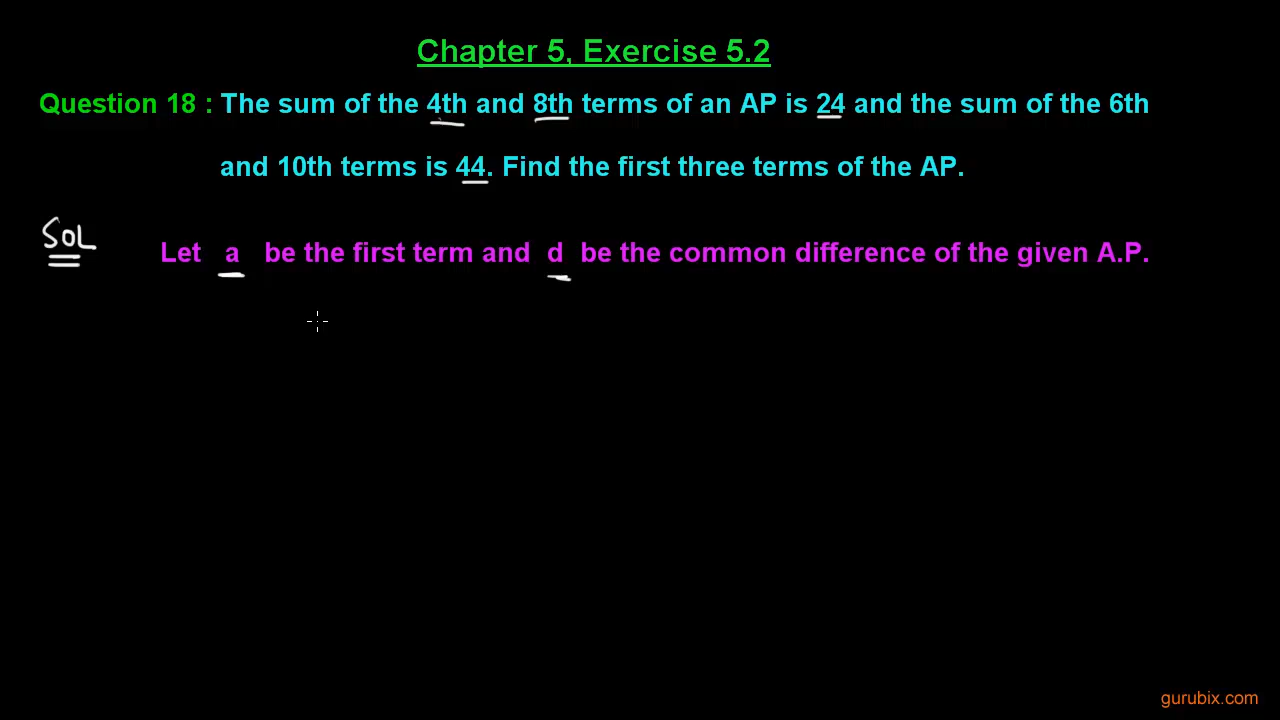 Chapter 5, Exercise 5.2
Question 18 : The sum of the 4th and 8th terms of an AP is 24 and the sum of the 6th
and 10th terms is 44. Find the first three terms of the AP.
SOL
Let a be the first term and d be the common difference of the given A.P.
gurubix.com